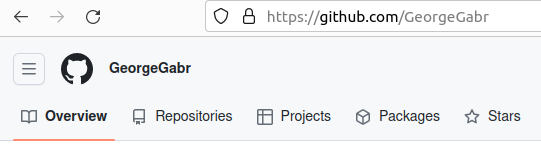 https://github.com/GeorgeGabr
GeorgeGabr
Overview Repositories Projects Packages Stars